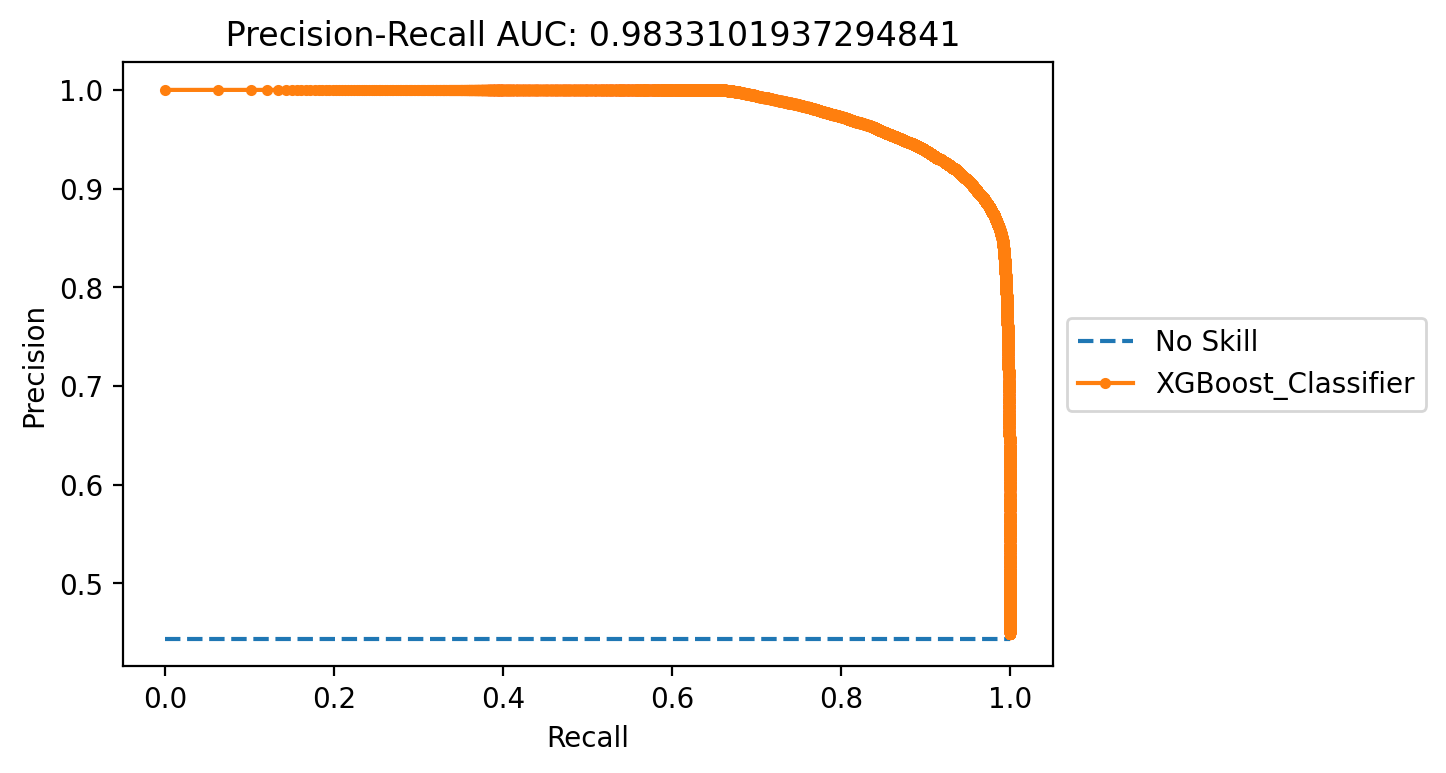 Precision-Recall AUC: 0.9833101937294841
1.0
0.9
0.8
0.7
0.6
0.5
Precision
0.0 0.2 0.4 0.6 0.8 1.0
Recall
No Skill
XGBoost_Classifier